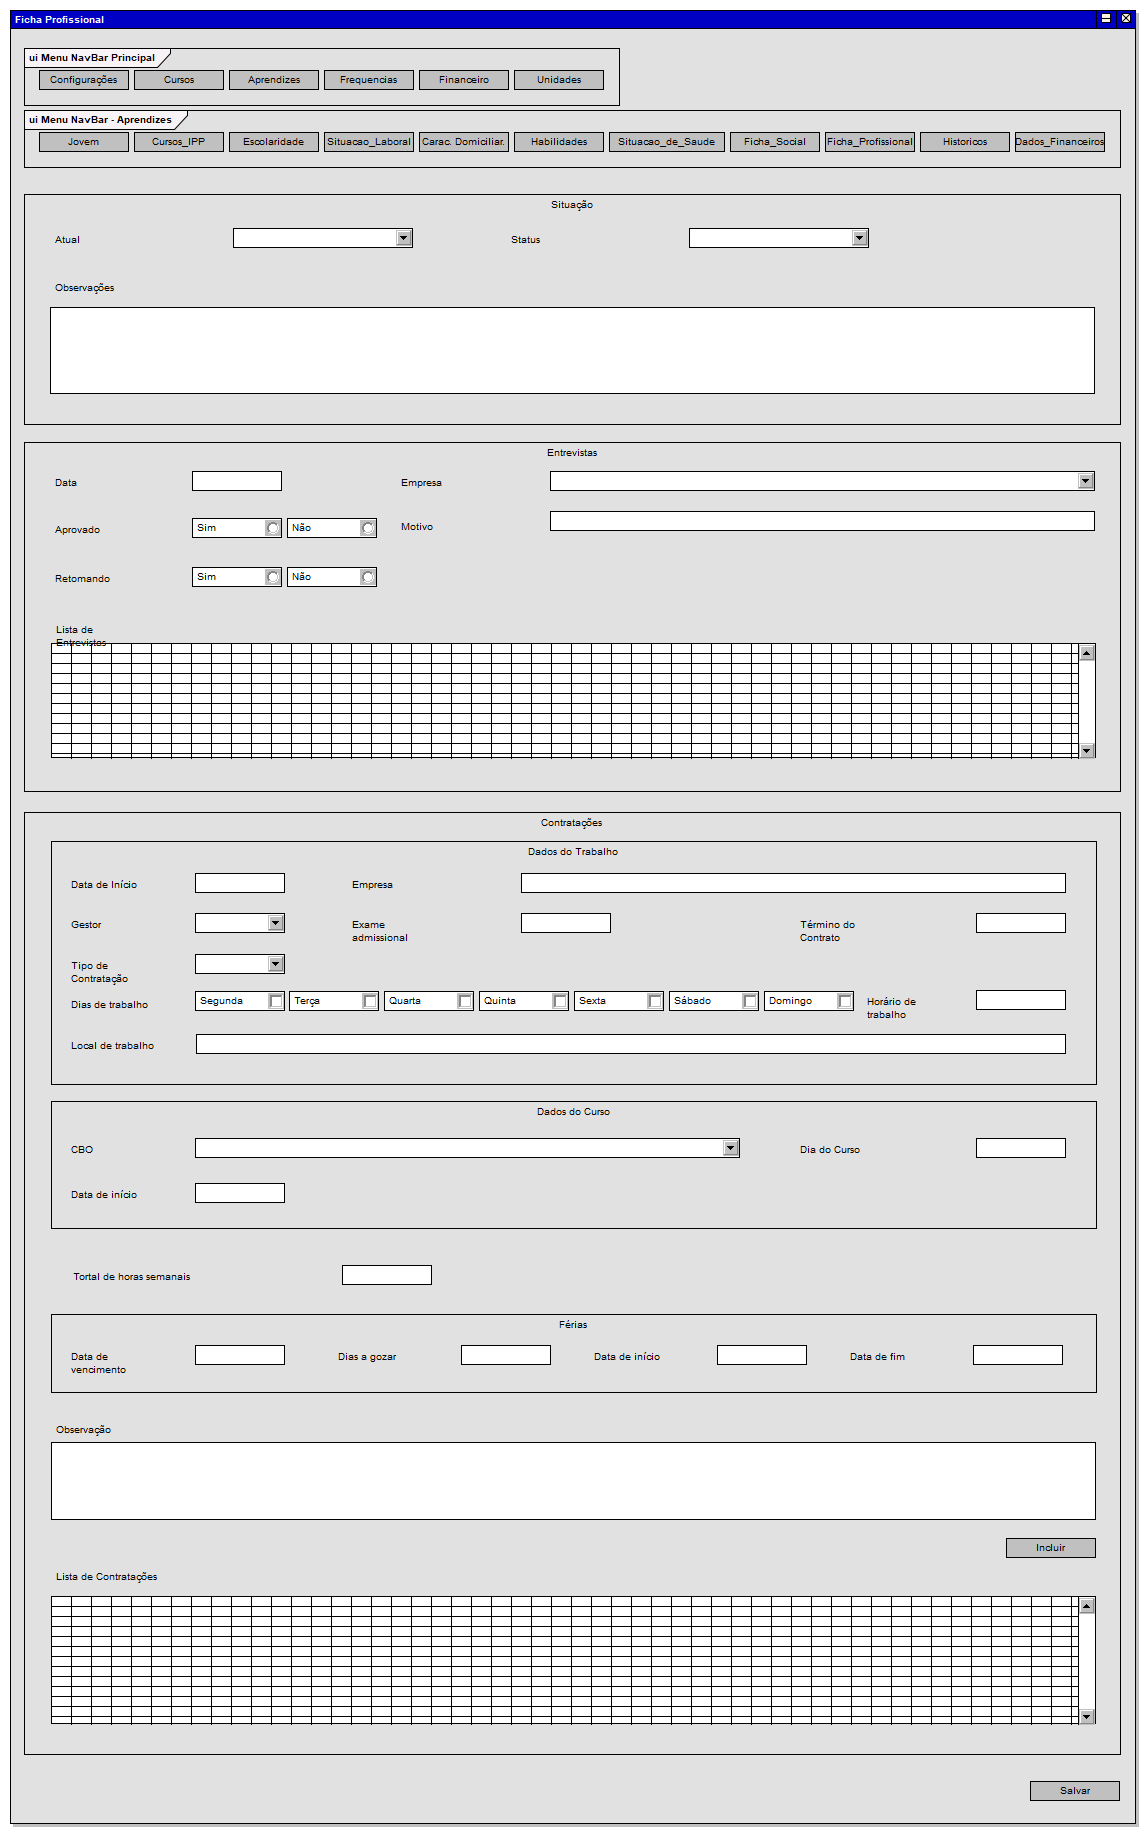 Ficha Profissional
ui Menu NavBar Principal
Configurações Cursos Aprendizes Frequencias Financeiro Unidades
ui Menu NavBar - Aprendizes
Jovem Cursos_IPP Escolaridade Situacao_Laboral Carac. Domiciliar. Habilidades Situacao_de_Saude Ficha_Social Ficha_Profissional Historicos Dados_Financeiros
Situação
Atual Status
Observações
Entrevistas
Data Empresa
Aprovado Sim Não Motivo
Retomando Sim Não
Lista de
Entrevistas
Contratações
Dados do Trabalho
Data de Início Empresa
Gestor Exame admissional Término do Contrato
Tipo de
Contratação
Dias de trabalho Segunda Terça Quarta Quinta Sexta Sábado Domingo Horário de trabalho
Local de trabalho
Dados do Curso
CBO Dia do Curso
Data de início
Tortal de horas semanais
Férias
Data de vencimento Dias a gozar Data de início Data de fim
Observação
Incluir
Lista de Contratações
Salvar